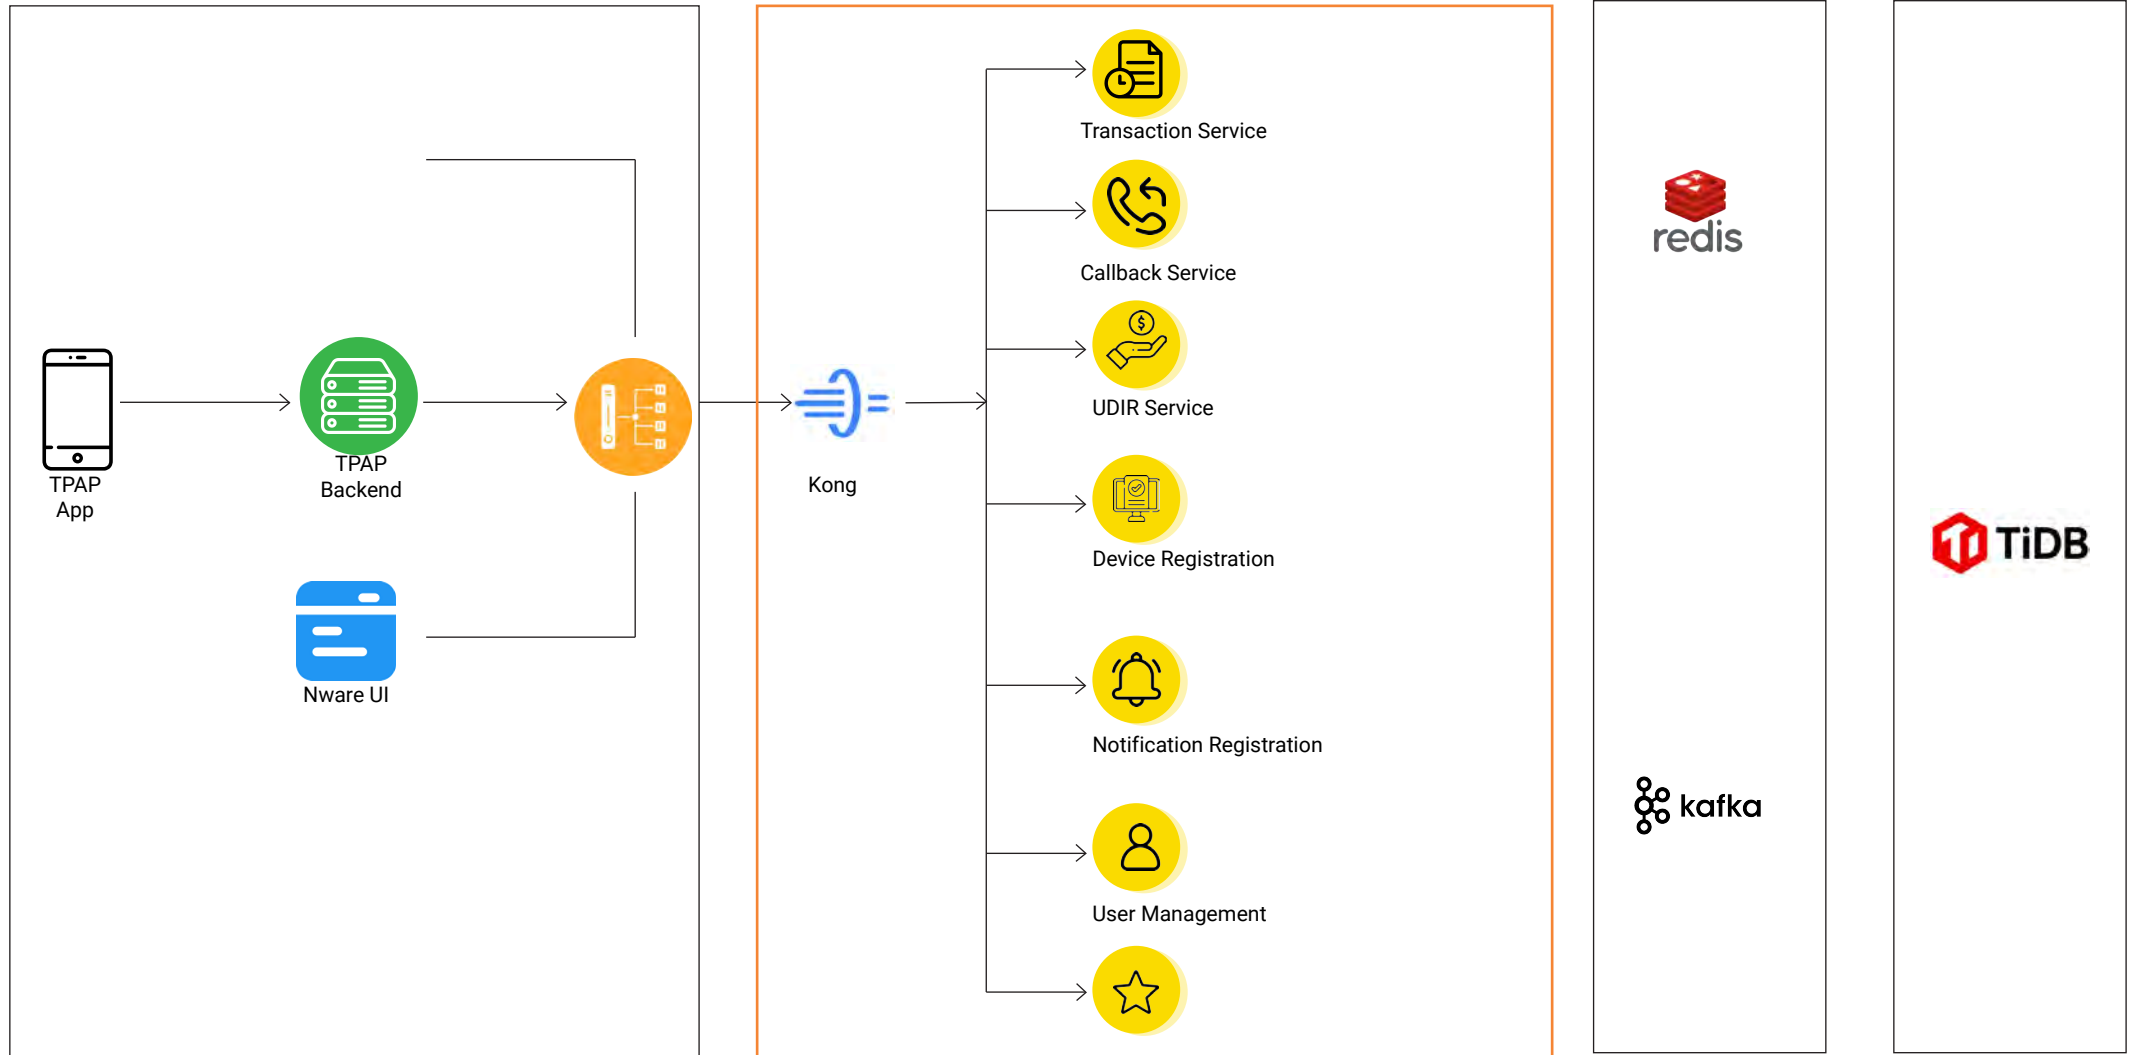 TPAP
App
TPAP
Backend
Nware UI
Kong
Transaction Service
Callback Service
UDIR Service
Device Registration
Notification Registration
User Management
redis
kafka
TiDB